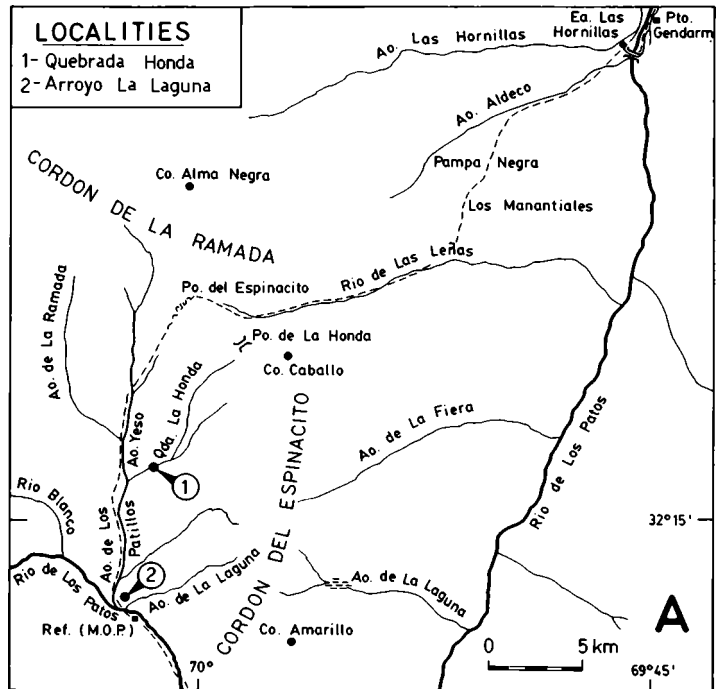 LOCALITIES
1- Quebrada Honda
2- Arroyo La Laguna
Ea. Las Hornillas
Pto. Gendarm.
Ao. Las Hornillas
Ao. Aldeco
Pampa Negra
Co. Alma Negra
CORDON DE LA RAMADA
Los Manantiales
Ao. de La Ramada
Po. del Espinacito
Rio de Las Leñas
Po. de La Honda
Co. Caballo
Qda. La Honda
Ao. Yeso
1
Ao. de La Fiera
Rio de Los Patos
CORDON DEL ESPINACITO
Rio Blanco
Ao. de Los Patillos
32°15'
2
Rio de Los Patos
Ao. de La Laguna
Ao. de La Laguna
Ref. (M.O.P.)
Co. Amarillo
A
0 5 km
70°
69°45'